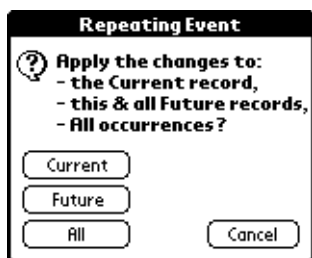 Repeating Event
Apply the changes to:
- the Current record,
- this & all Future records,
- All occurrences?
Current
Future
All
Cancel